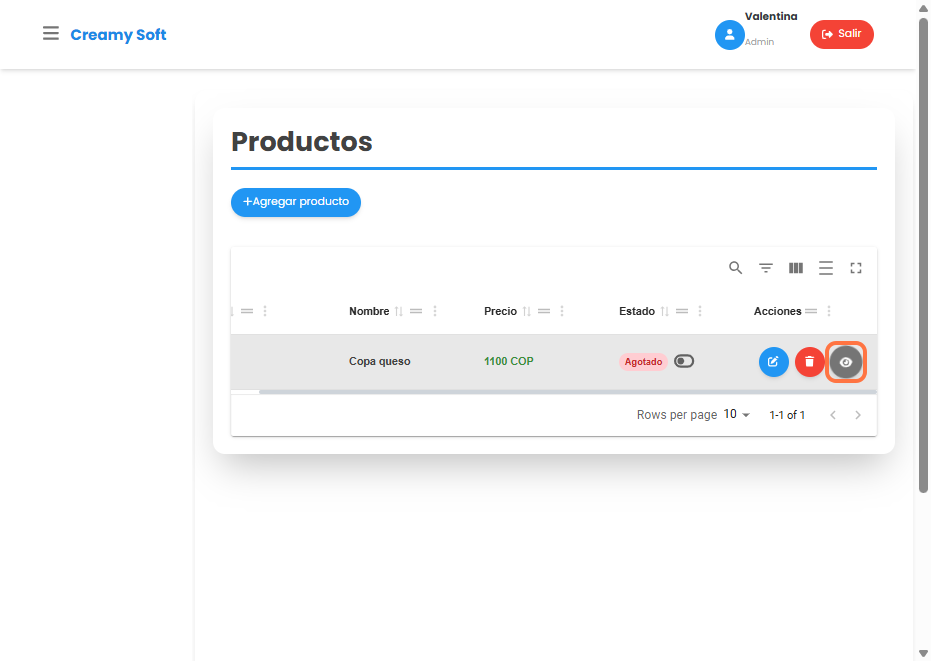 Creamy Soft
Valentina
Admin
Salir
Productos
+Agregar producto
Nombre Precio Estado Acciones
Copa queso 1100 COP Agotado
Rows per page 10 1-1 of 1